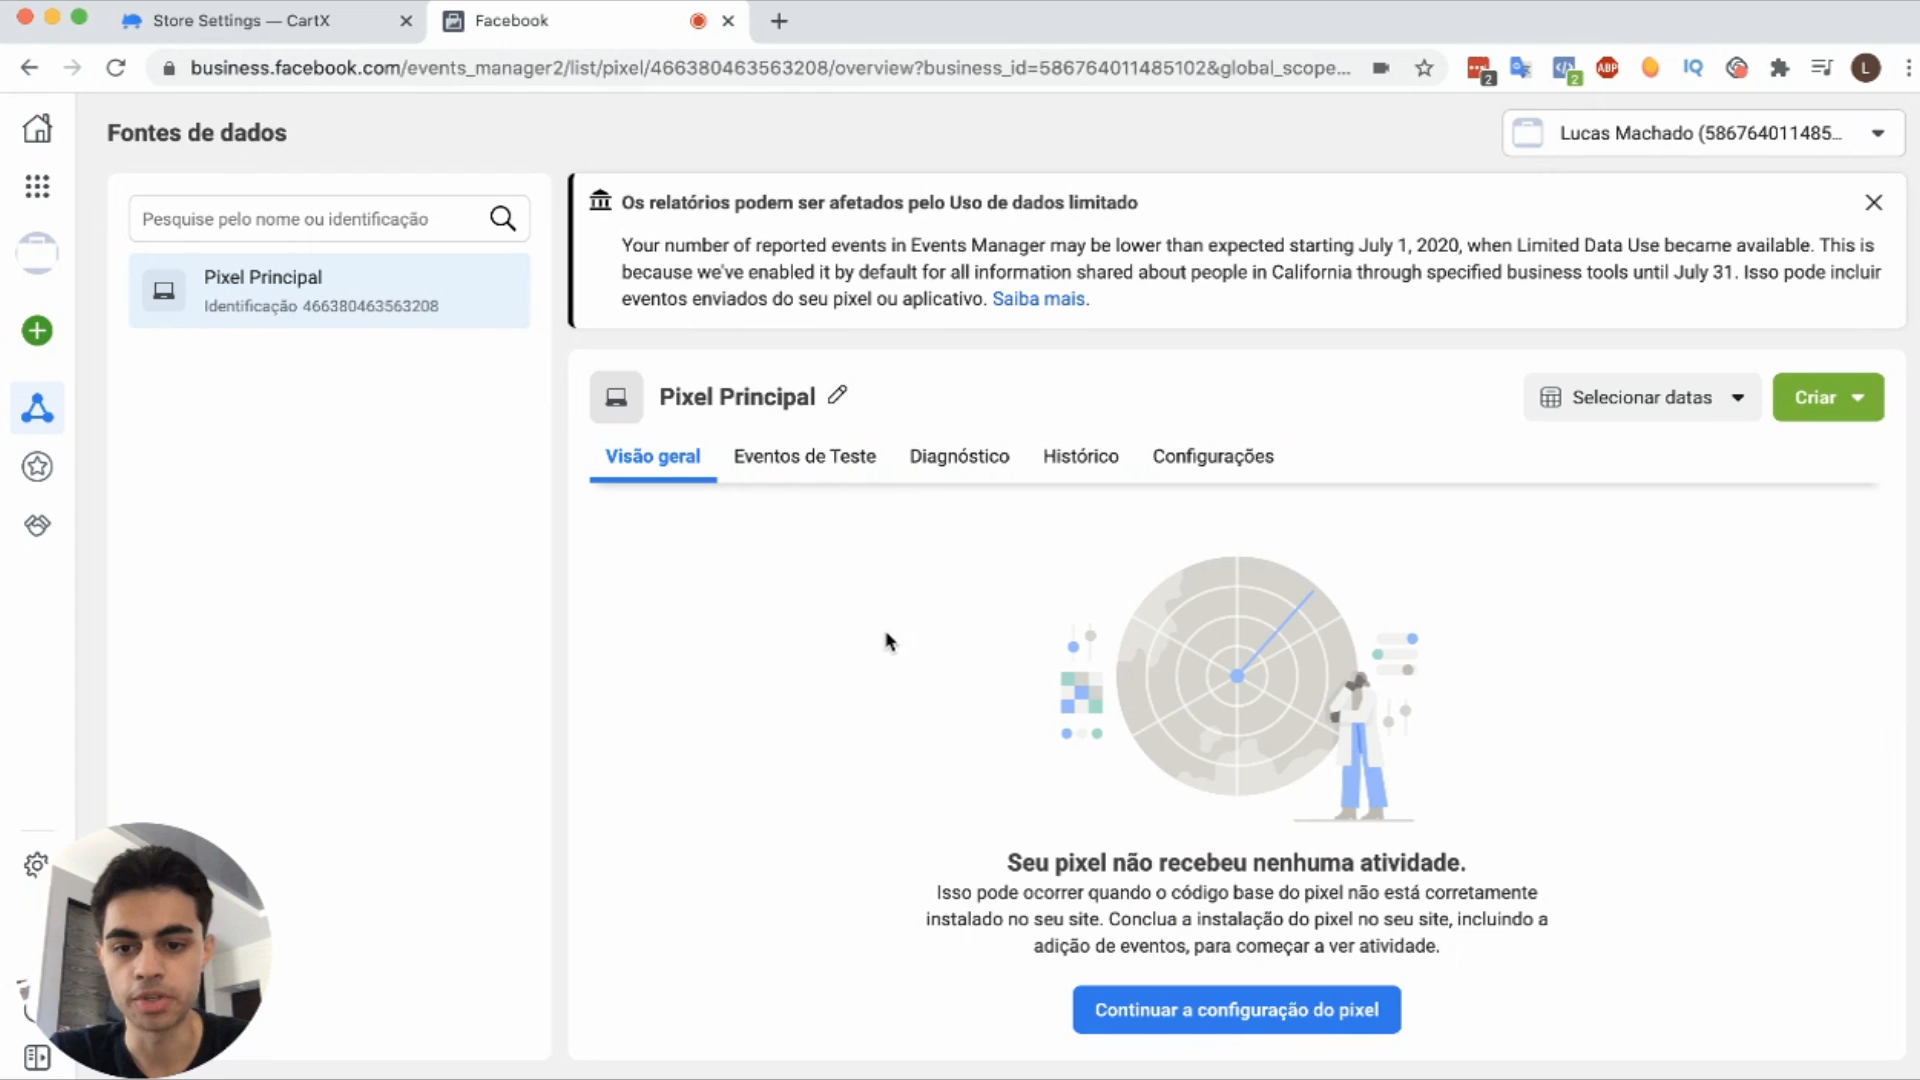 Store Settings — CartX
Facebook
business.facebook.com/events_manager2/list/pixel/466380463563208/overview?business_id=586764011485102&global_scope...
2
2
ABP
IQ
L
Fontes de dados
Lucas Machado (586764011485...
Pesquise pelo nome ou identificação
Pixel Principal
Identificação 466380463563208
Os relatórios podem ser afetados pelo Uso de dados limitado
Your number of reported events in Events Manager may be lower than expected starting July 1, 2020, when Limited Data Use became available. This is
because we've enabled it by default for all information shared about people in California through specified business tools until July 31. Isso pode incluir
eventos enviados do seu pixel ou aplicativo. Saiba mais.
Pixel Principal
Selecionar datas
Criar
Visão geral
Eventos de Teste
Diagnóstico
Histórico
Configurações
Seu pixel não recebeu nenhuma atividade.
Isso pode ocorrer quando o código base do pixel não está corretamente
instalado no seu site. Conclua a instalação do pixel no seu site, incluindo a
adição de eventos, para começar a ver atividade.
Continuar a configuração do pixel